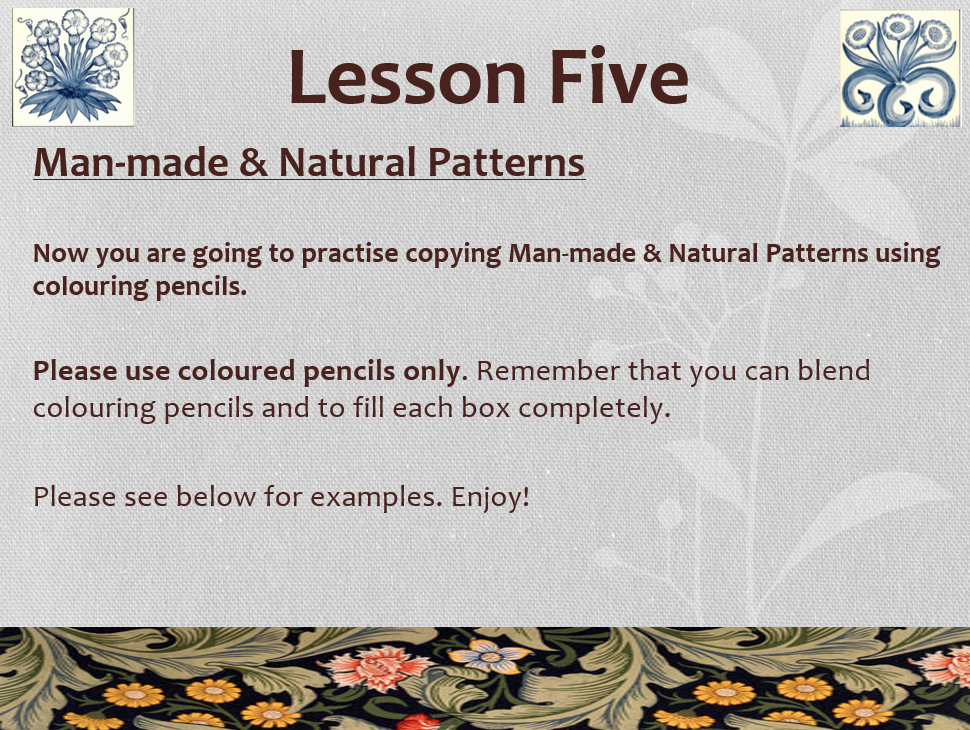 Lesson Five
Man-made & Natural Patterns
Now you are going to practise copying Man-made & Natural Patterns using
colouring pencils.
Please use coloured pencils only. Remember that you can blend
colouring pencils and to fill each box completely.
Please see below for examples. Enjoy!